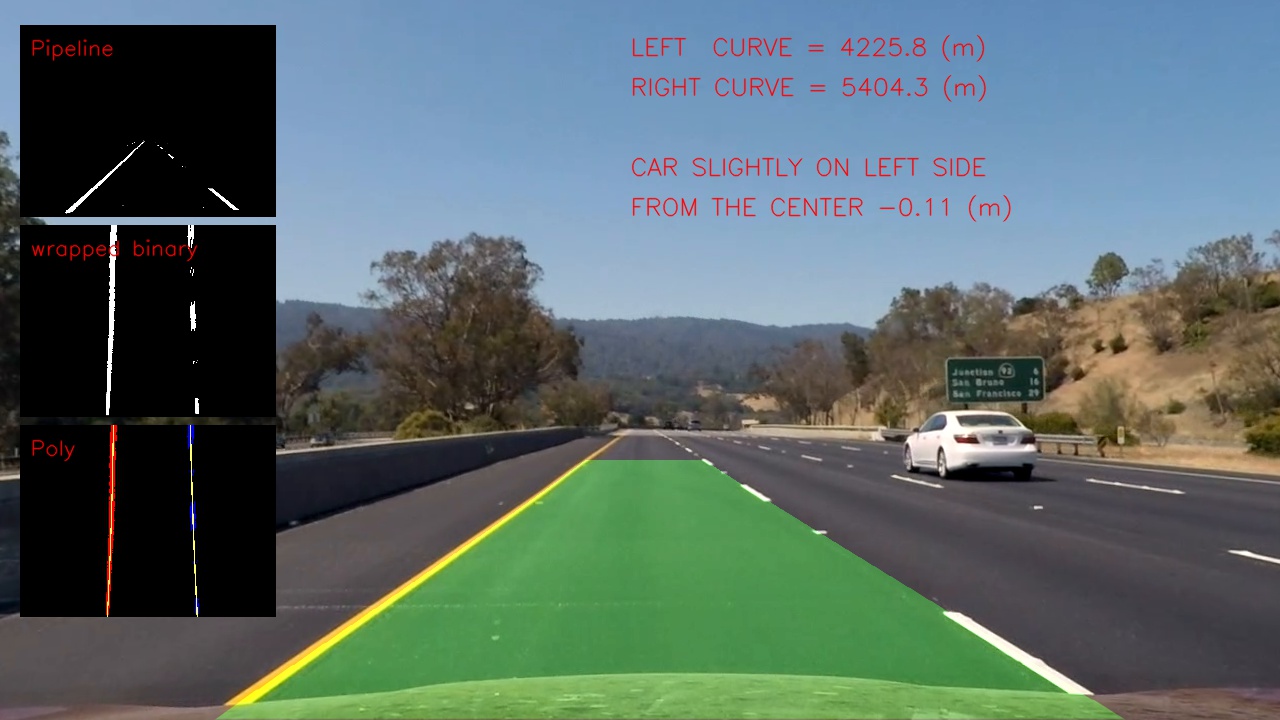 Pipeline
wrapped binary
Poly
LEFT CURVE = 4225.8 (m)
RIGHT CURVE = 5404.3 (m)
CAR SLIGHTLY ON LEFT SIDE
FROM THE CENTER -0.11 (m)
Junction 92 6
San Bruno 16
San Francisco 29